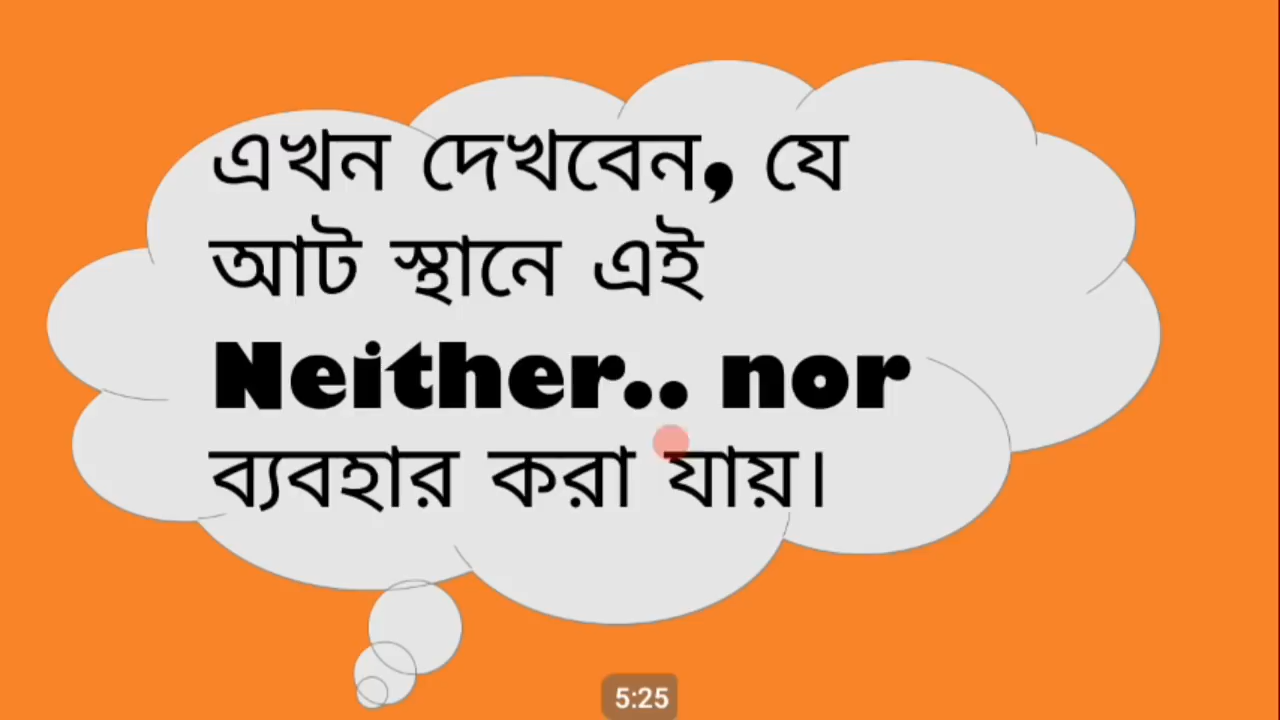 এখন দেখবেন, যে
আট স্থানে এই
Neither.. nor
ব্যবহার করা যায়।
5:25